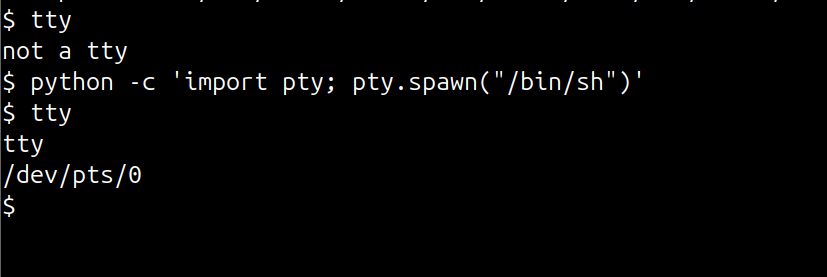 $ tty
not a tty
$ python -c 'import pty; pty.spawn("/bin/sh")'
$ tty
tty
/dev/pts/0
$